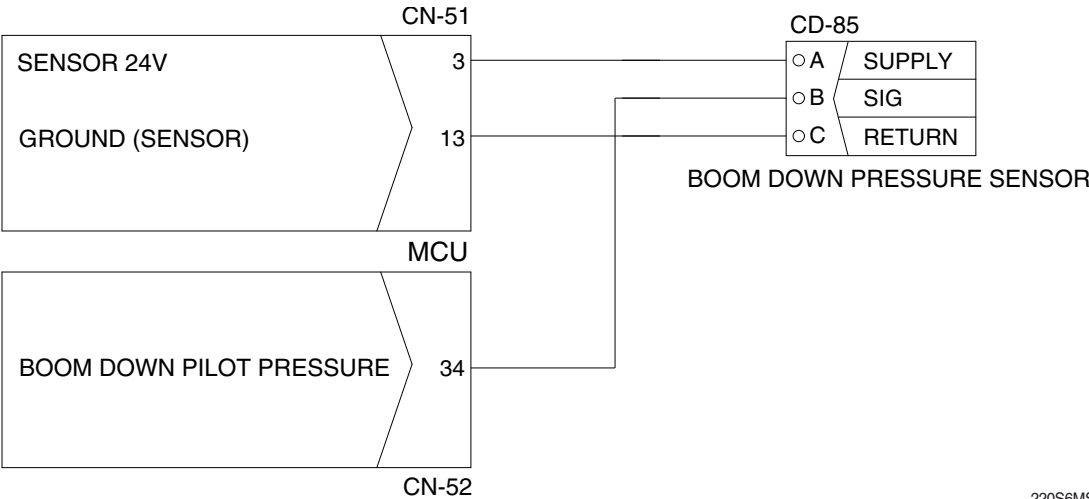 CN-51
CD-85
SENSOR 24V 3
A SUPPLY
B SIG
GROUND (SENSOR) 13
C RETURN
BOOM DOWN PRESSURE SENSOR
MCU
BOOM DOWN PILOT PRESSURE 34
CN-52